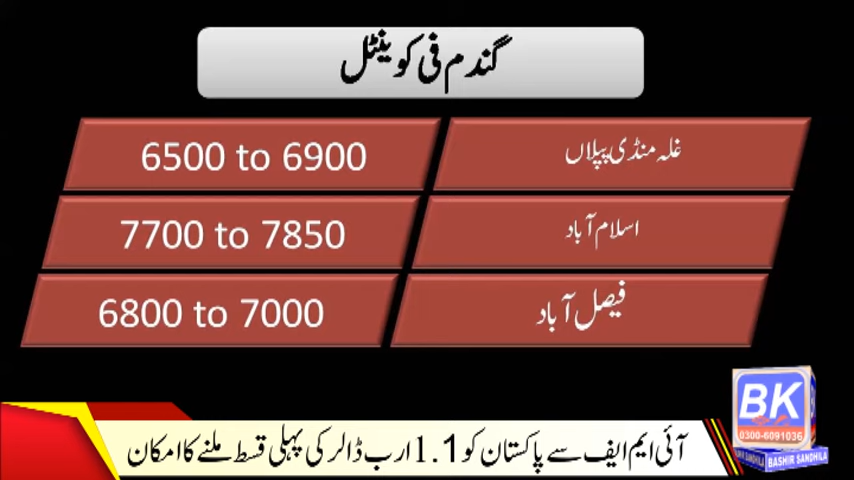 گندم فی کوینٹل
غلہ منڈی پپلاں
6500 to 6900
اسلام آباد
7700 to 7850
فیصل آباد
6800 to 7000
BK
0300-6091036
BASHIR SANDHILA
آئی ایم ایف سے پاکستان کو 1.1 ارب ڈالر کی پہلی قسط ملنے کا امکان